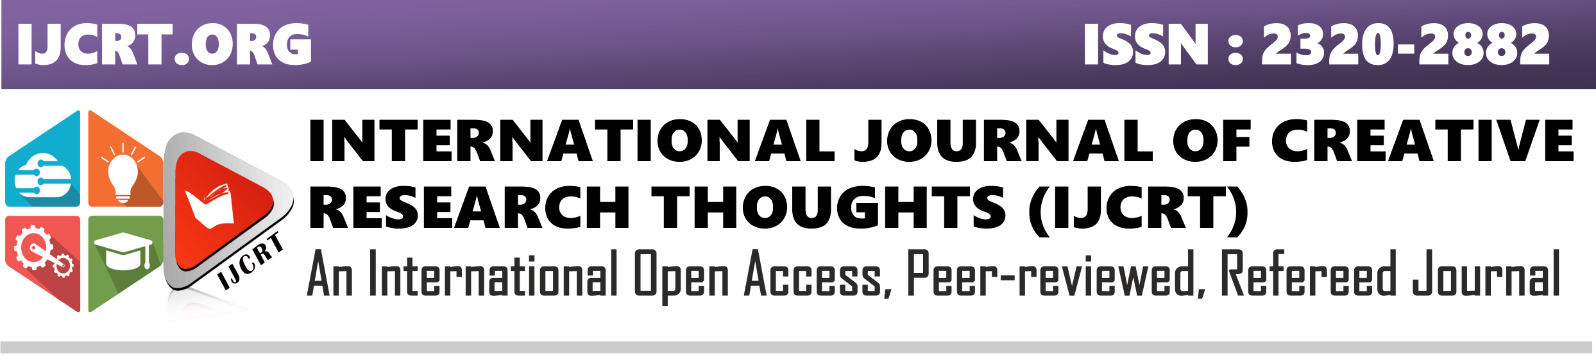 IJCRT.ORG ISSN : 2320-2882
INTERNATIONAL JOURNAL OF CREATIVE
RESEARCH THOUGHTS (IJCRT)
An International Open Access, Peer-reviewed, Refereed Journal
IJCRT